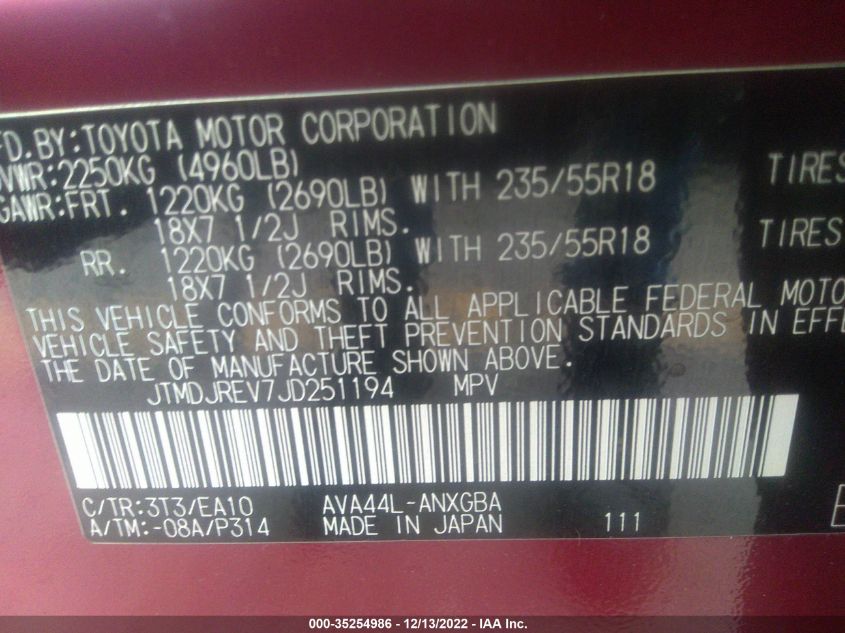 FD.BY:TOYOTA MOTOR CORPORATION
VWR:2250KG (4960LB)
GAWR:FRT. 1220KG (2690LB) WITH 235/55R18 TIRES
18X7 1/2J RIMS.
RR. 1220KG (2690LB) WITH 235/55R18 TIRES
18X7 1/2J RIMS.
THIS VEHICLE CONFORMS TO ALL APPLICABLE FEDERAL MOTO
VEHICLE SAFETY AND THEFT PREVENTION STANDARDS IN EFFE
THE DATE OF MANUFACTURE SHOWN ABOVE.
JTMDJREV7JD251194 MPV
C/TR:3T3/EA10 AVA44L-ANXGBA
A/TM:-08A/P314 MADE IN JAPAN 111
000-35254986 - 12/13/2022 - IAA Inc.